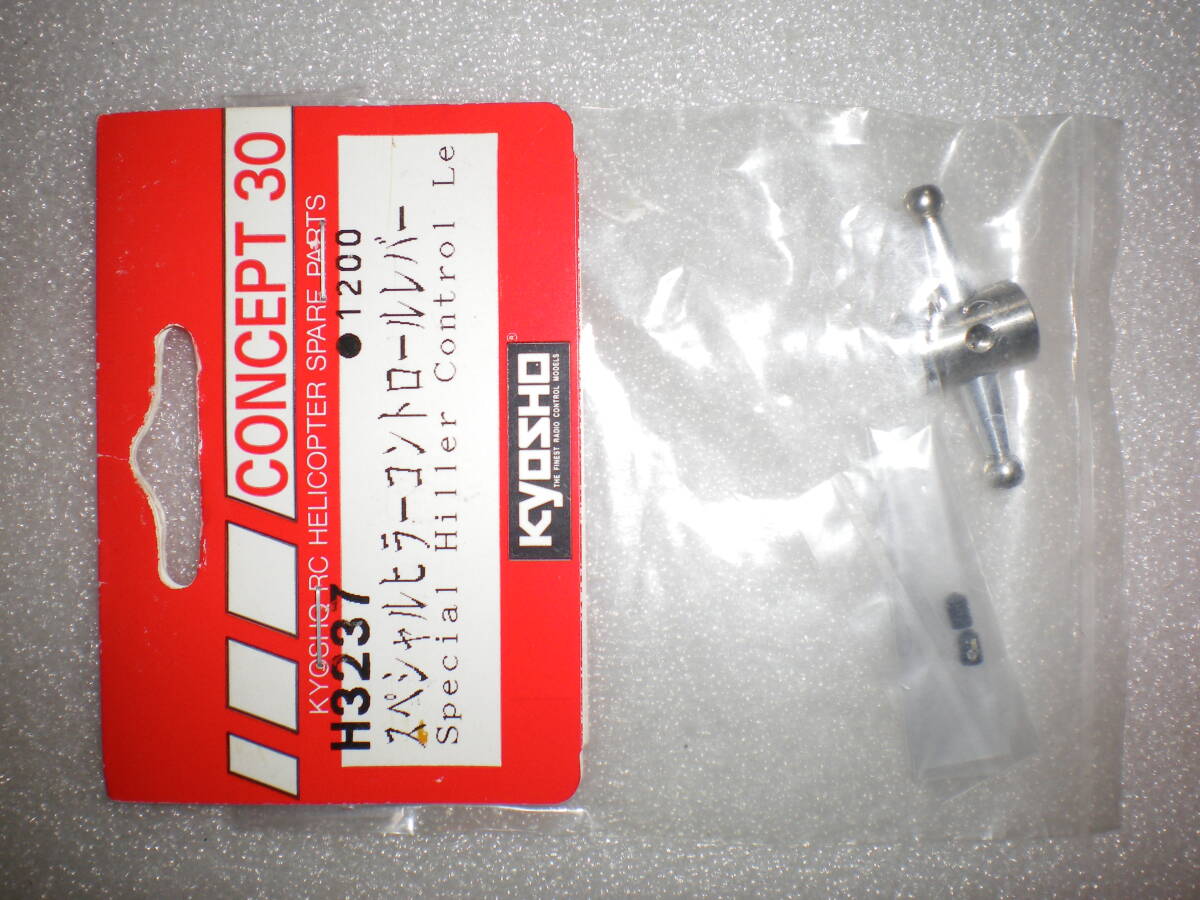 CONCEPT 30
KYOSHO RC HELICOPTER SPARE PARTS
H3237 ●1200
スペシャルヒラーコントロールレバー
Special Hiller Control Le
KYOSHO®
THE FINEST RADIO CONTROL MODELS